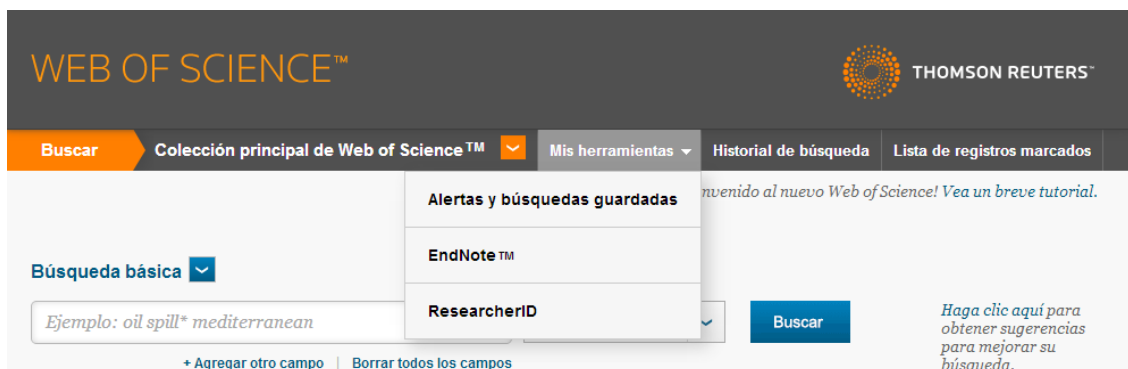 WEB OF SCIENCE™
THOMSON REUTERS™
Buscar
Colección principal de Web of Science™
Mis herramientas
Historial de búsqueda
Lista de registros marcados
Alertas y búsquedas guardadas
al nuevo Web of Science! Vea un breve tutorial.
EndNote™
ResearcherID
Búsqueda básica
Ejemplo: oil spill* mediterranean
Buscar
Haga clic aquí para
obtener sugerencias
para mejorar su
búsqueda.
+ Agregar otro campo | Borrar todos los campos